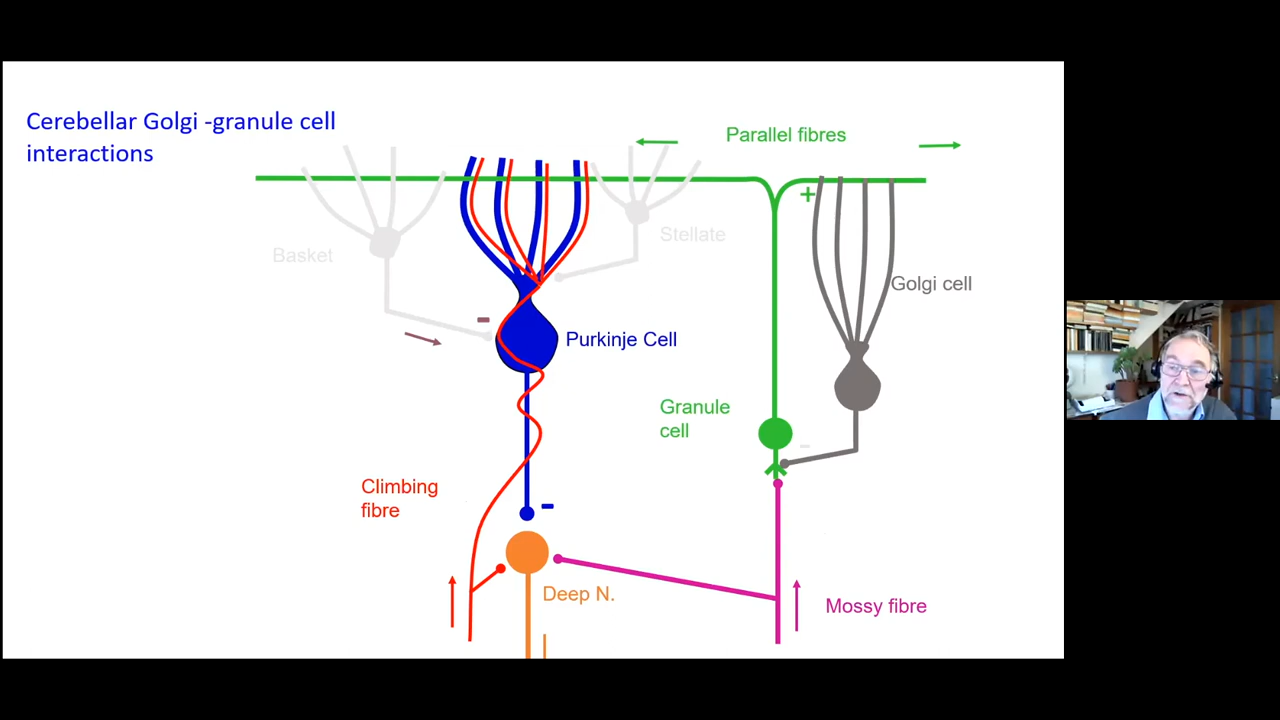 Cerebellar Golgi -granule cell
interactions
Parallel fibres
+
Stellate
Basket
Golgi cell
-
Purkinje Cell
Granule
cell
-
Climbing
fibre
-
Deep N.
Mossy fibre